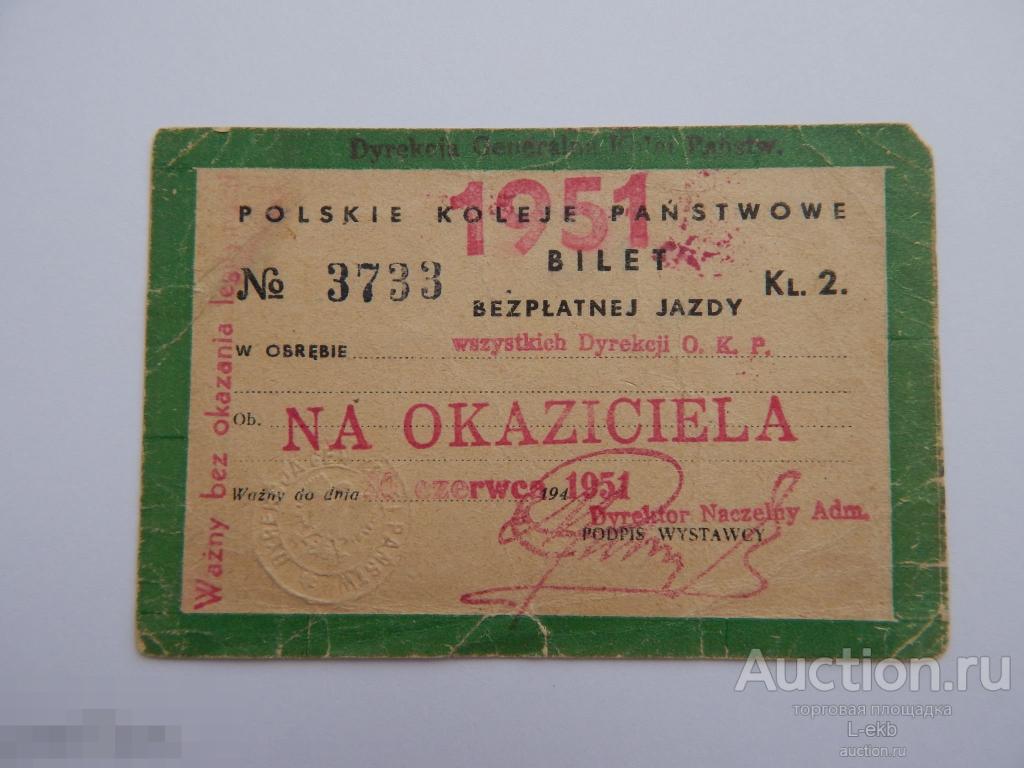 Dyrekcja Generalna Kolei Państw.
1951
POLSKIE KOLEJE PAŃSTWOWE
BILET
№ 3733 KL. 2.
BEZPŁATNEJ JAZDY
W OBRĘBIE wszystkich Dyrekcji O. K. P.
Ob. NA OKAZICIELA
Ważny do dnia czerwca 194 1951
Dyrektor Naczelny Adm.
PODPIS WYSTAWCY
Ważny bez okazania
PAŃSTW
Auction.ru
торговая площадка
L-ekb
auction.ru